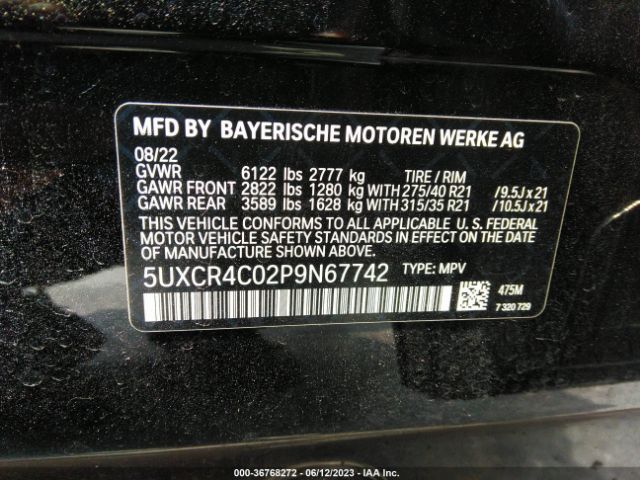 MFD BY BAYERISCHE MOTOREN WERKE AG
08/22
GVWR 6122 lbs 2777 kg TIRE / RIM
GAWR FRONT 2822 lbs 1280 kg WITH 275/40 R21 / 9.5J x 21
GAWR REAR 3589 lbs 1628 kg WITH 315/35 R21 / 10.5J x 21
THIS VEHICLE CONFORMS TO ALL APPLICABLE U. S. FEDERAL
MOTOR VEHICLE SAFETY STANDARDS IN EFFECT ON THE DATE
OF MANUFACTURE SHOWN ABOVE.
5UXCR4C02P9N67742 TYPE: MPV
475M
7 320 729
000-36768272 - 06/12/2023 - IAA Inc.